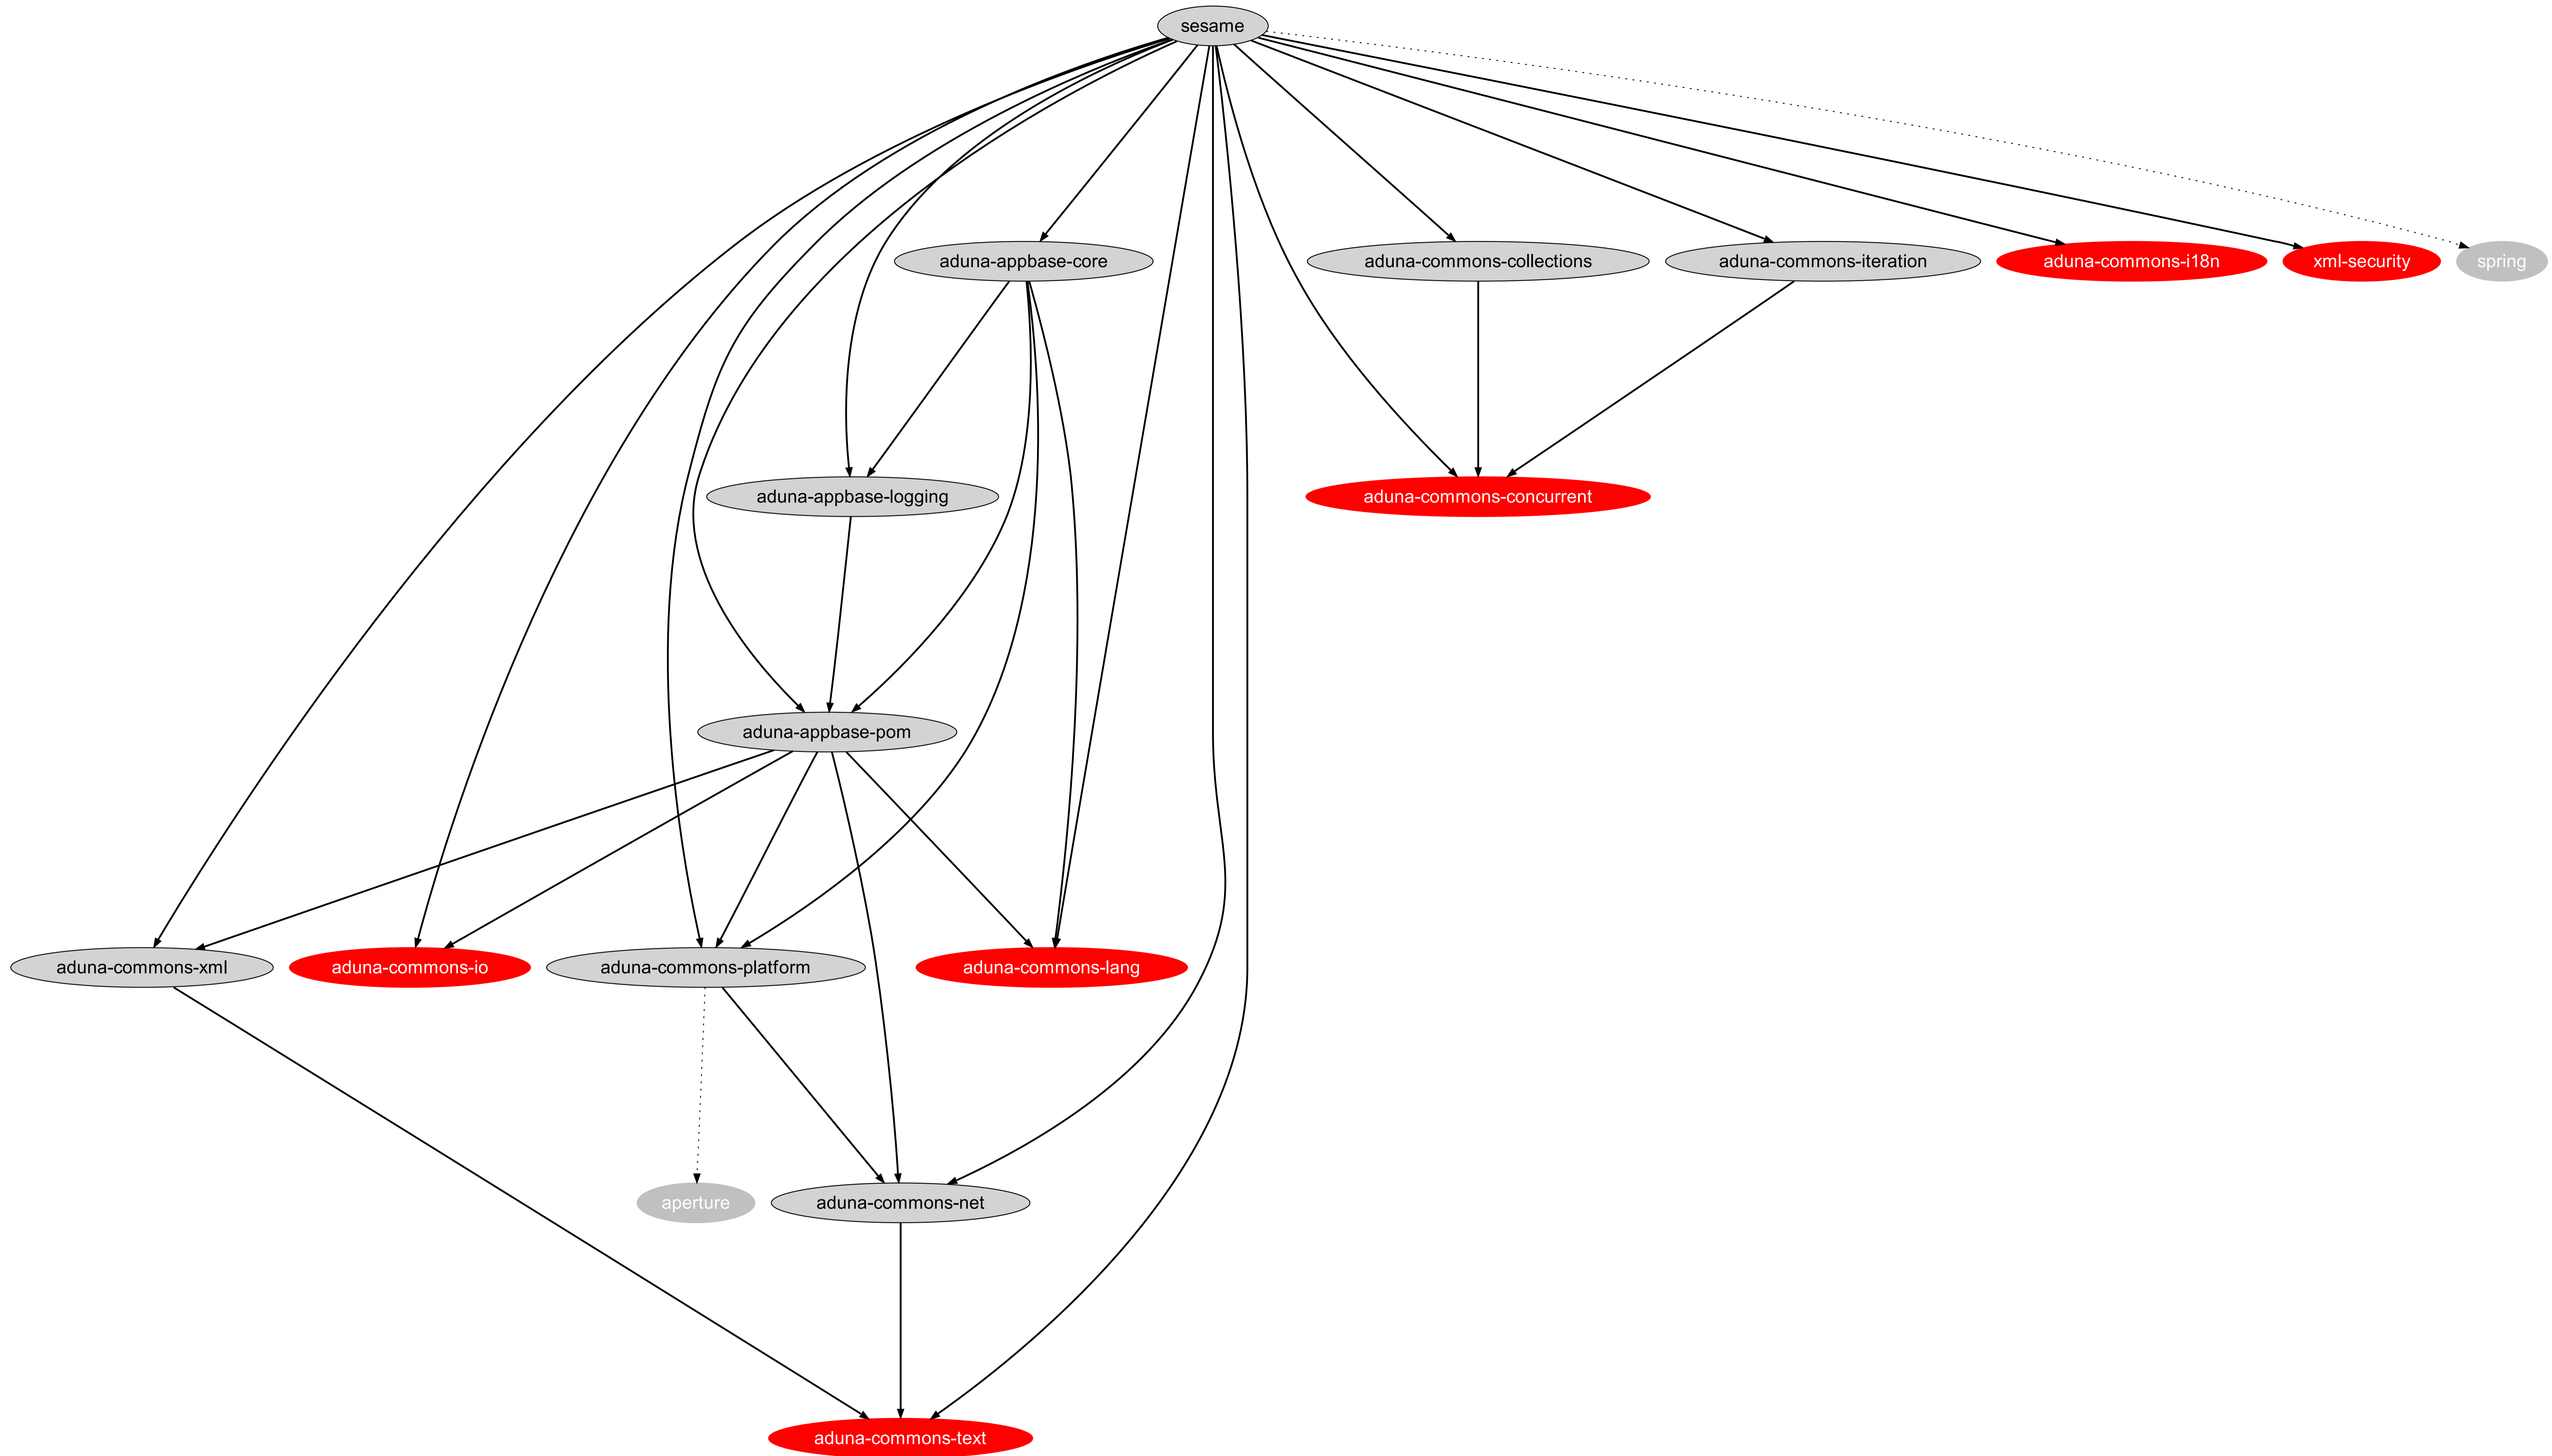 sesame
aduna-appbase-core
aduna-commons-collections
aduna-commons-iteration
aduna-commons-i18n
xml-security
spring
aduna-appbase-logging
aduna-commons-concurrent
aduna-appbase-pom
aduna-commons-xml
aduna-commons-io
aduna-commons-platform
aduna-commons-lang
aperture
aduna-commons-net
aduna-commons-text